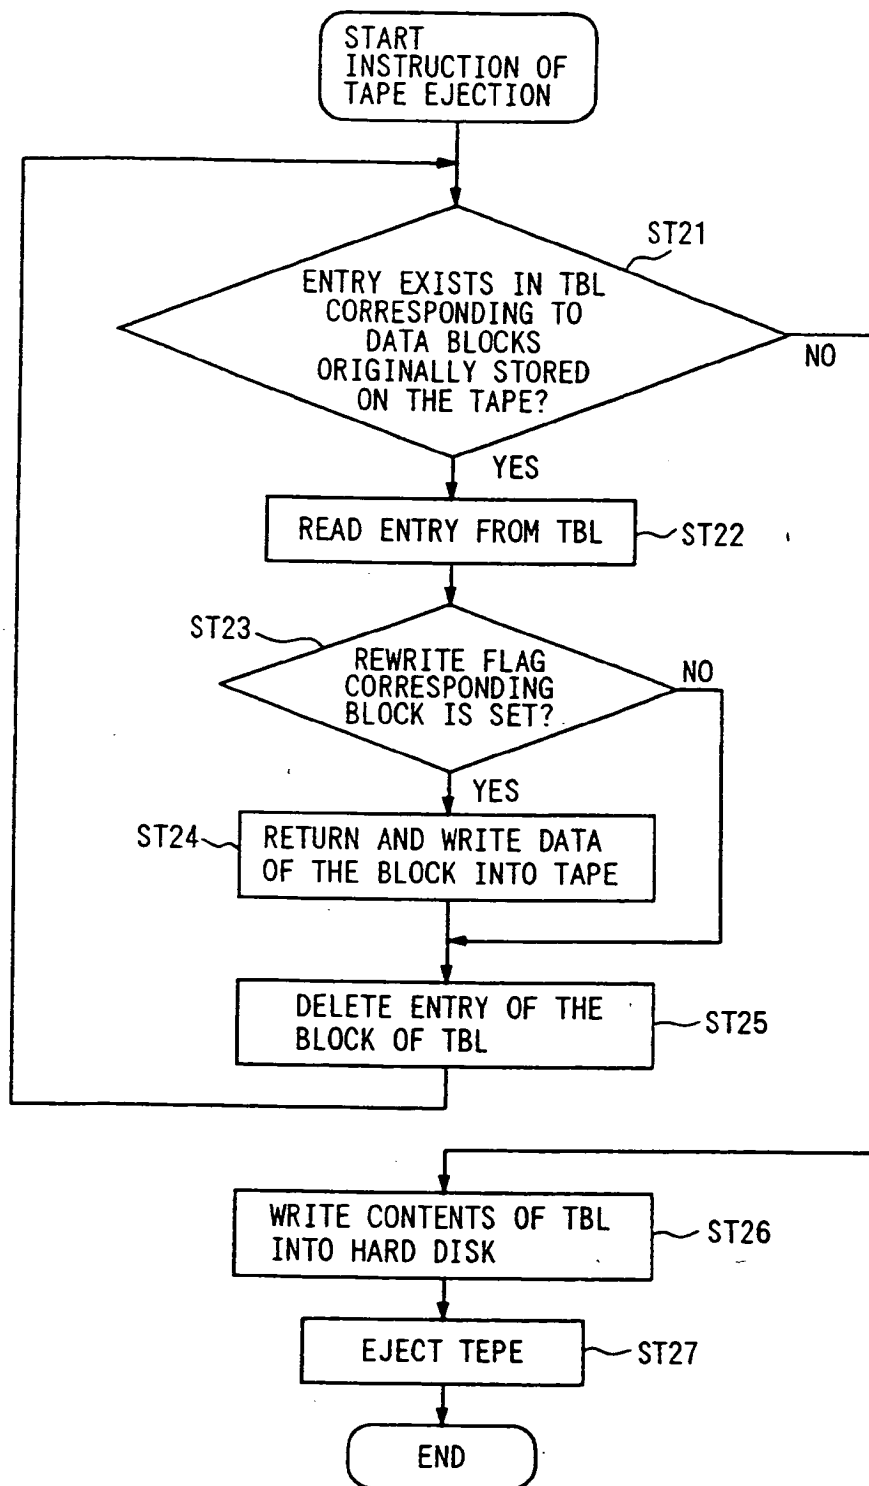 START
INSTRUCTION OF
TAPE EJECTION
ST21
ENTRY EXISTS IN TBL
CORRESPONDING TO
DATA BLOCKS
ORIGINALLY STORED
ON THE TAPE?
NO
YES
READ ENTRY FROM TBL
ST22
ST23
REWRITE FLAG
CORRESPONDING
BLOCK IS SET?
NO
YES
ST24
RETURN AND WRITE DATA
OF THE BLOCK INTO TAPE
DELETE ENTRY OF THE
BLOCK OF TBL
ST25
WRITE CONTENTS OF TBL
INTO HARD DISK
ST26
EJECT TEPE
ST27
END